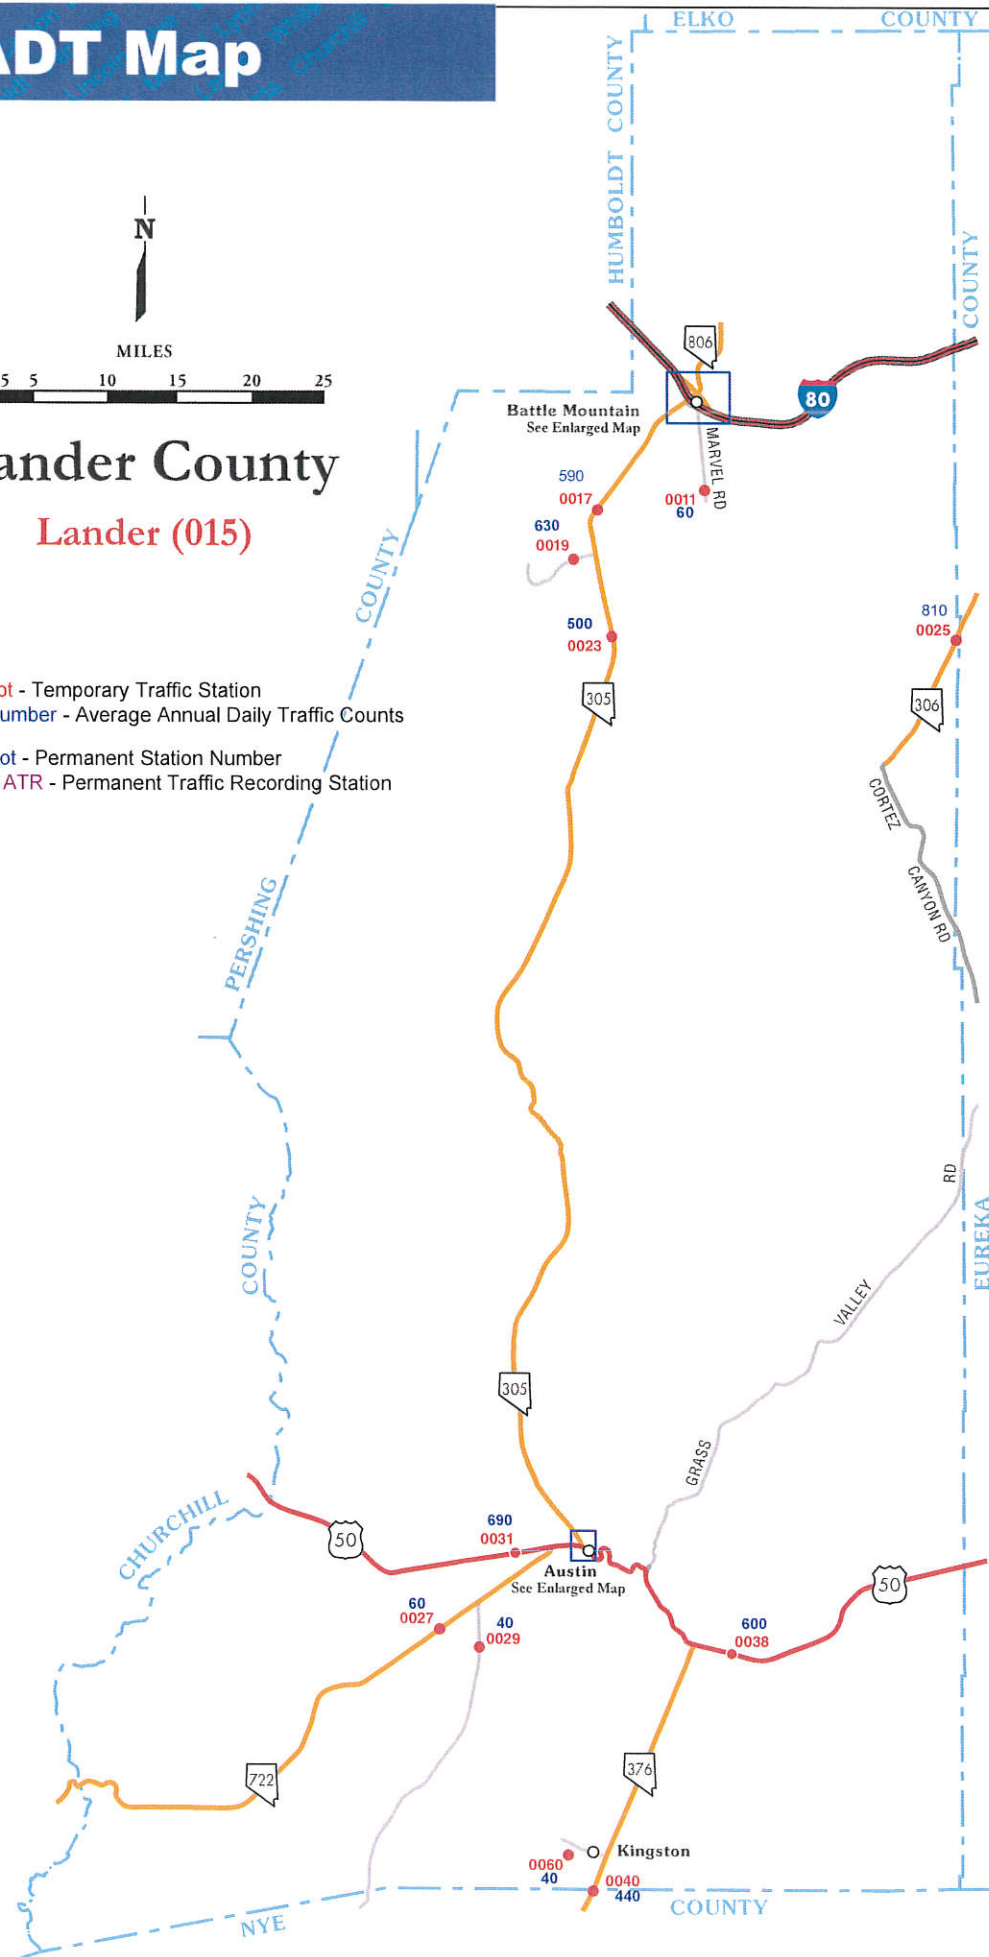 ADT Map
ELKO COUNTY
HUMBOLDT COUNTY
COUNTY
N
MILES
5 5 10 15 20 25
Lander County
Lander (015)
806
80
Battle Mountain
See Enlarged Map
MARVEL RD
590
0017
0011
60
630
0019
500
0023
810
0025
305
306
COUNTY
ot - Temporary Traffic Station
umber - Average Annual Daily Traffic Counts
ot - Permanent Station Number
ATR - Permanent Traffic Recording Station
CORTEZ
CANYON RD
PERSHING
RD
COUNTY
EUREKA
VALLEY
305
GRASS
CHURCHILL
50
690
0031
Austin
See Enlarged Map
50
60
0027
40
0029
600
0038
722
376
Kingston
0060
40
0040
440
NYE
COUNTY